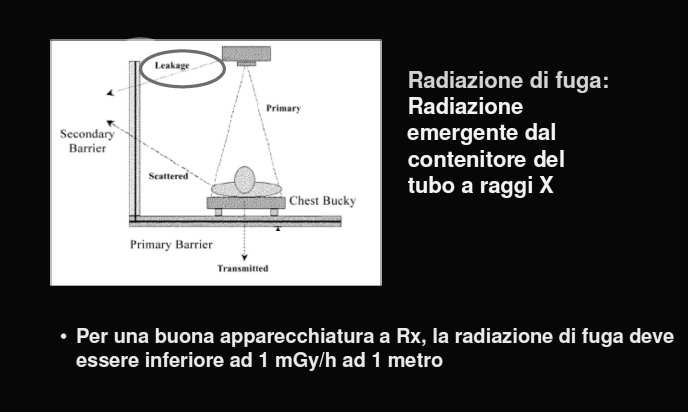 Leakage
Primary
Secondary
Barrier
Scattered
Chest Bucky
Primary Barrier
Transmitted
Radiazione di fuga:
Radiazione
emergente dal
contenitore del
tubo a raggi X
• Per una buona apparecchiatura a Rx, la radiazione di fuga deve
essere inferiore ad 1 mGy/h ad 1 metro